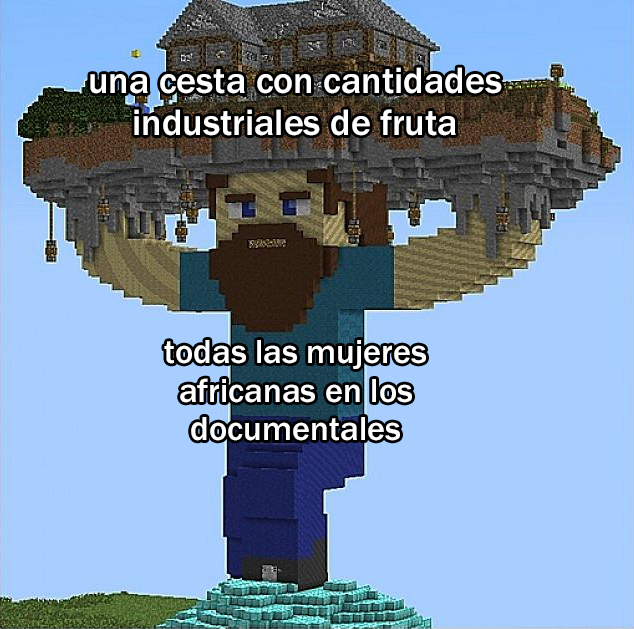 una cesta con cantidades
industriales de fruta
todas las mujeres
africanas en los
documentales